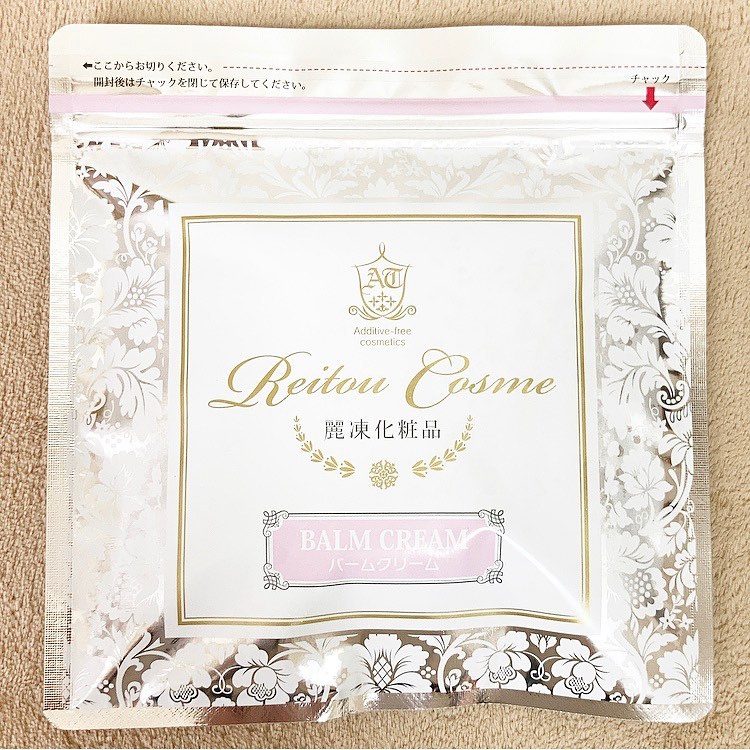 ⬅ここからお切りください。
開封後はチャックを閉じて保存してください。
チャック
AT
Additive-free
cosmetics
Reitou Cosme
麗凍化粧品
BALM CREAM
バームクリーム